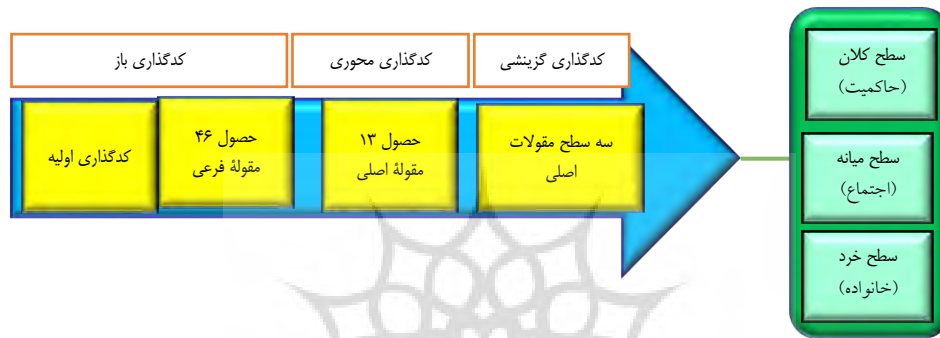 کدگذاری باز
کدگذاری محوری
کدگذاری گزینشی
کدگذاری اولیه
حصول ۴۶
مقولهٔ فرعی
حصول ۱۳
مقولهٔ اصلی
سه سطح مقولات
اصلی
سطح کلان
(حاکمیت)
سطح میانه
(اجتماع)
سطح خرد
(خانواده)